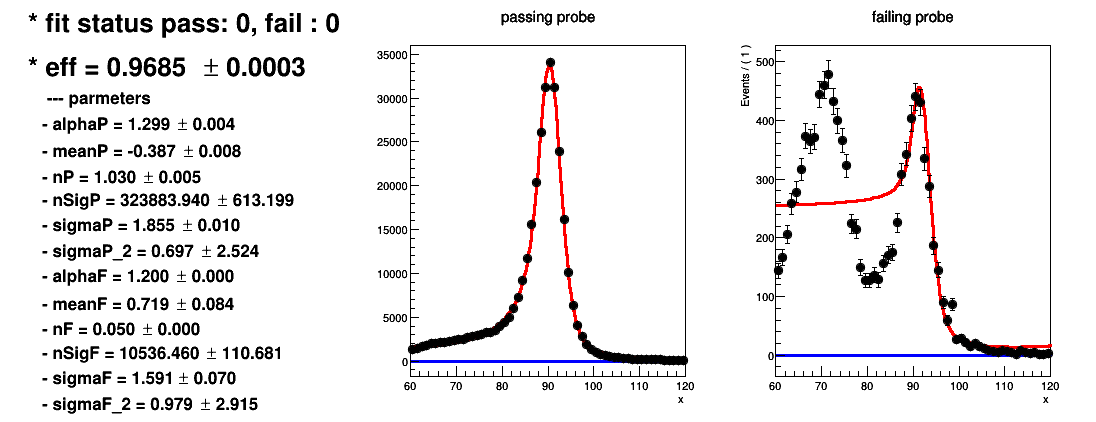 * fit status pass: 0, fail : 0
* eff = 0.9685 ± 0.0003
--- parmeters
- alphaP = 1.299 ± 0.004
- meanP = -0.387 ± 0.008
- nP = 1.030 ± 0.005
- nSigP = 323883.940 ± 613.199
- sigmaP = 1.855 ± 0.010
- sigmaP_2 = 0.697 ± 2.524
- alphaF = 1.200 ± 0.000
- meanF = 0.719 ± 0.084
- nF = 0.050 ± 0.000
- nSigF = 10536.460 ± 110.681
- sigmaF = 1.591 ± 0.070
- sigmaF_2 = 0.979 ± 2.915
passing probe
35000
30000
25000
20000
15000
10000
5000
0
60 70 80 90 100 110 120
x
failing probe
Events / ( 1 )
500
400
300
200
100
0
60 70 80 90 100 110 120
x